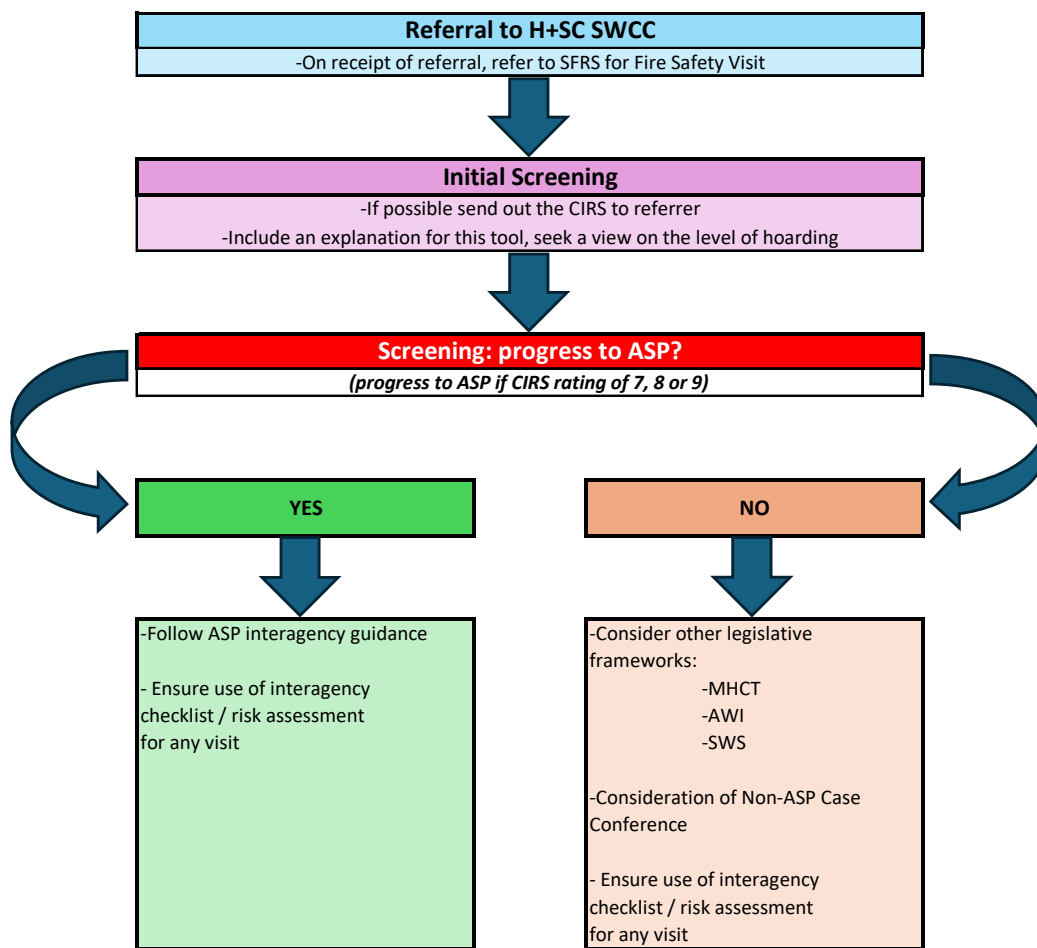 Referral to H+SC SWCC
-On receipt of referral, refer to SFRS for Fire Safety Visit
Initial Screening
-If possible send out the CIRS to referrer
-Include an explanation for this tool, seek a view on the level of hoarding
Screening: progress to ASP?
(progress to ASP if CIRS rating of 7, 8 or 9)
YES
-Follow ASP interagency guidance
- Ensure use of interagency
checklist / risk assessment
for any visit
NO
-Consider other legislative
frameworks:
-MHCT
-AWI
-SWS
-Consideration of Non-ASP Case
Conference
- Ensure use of interagency
checklist / risk assessment
for any visit